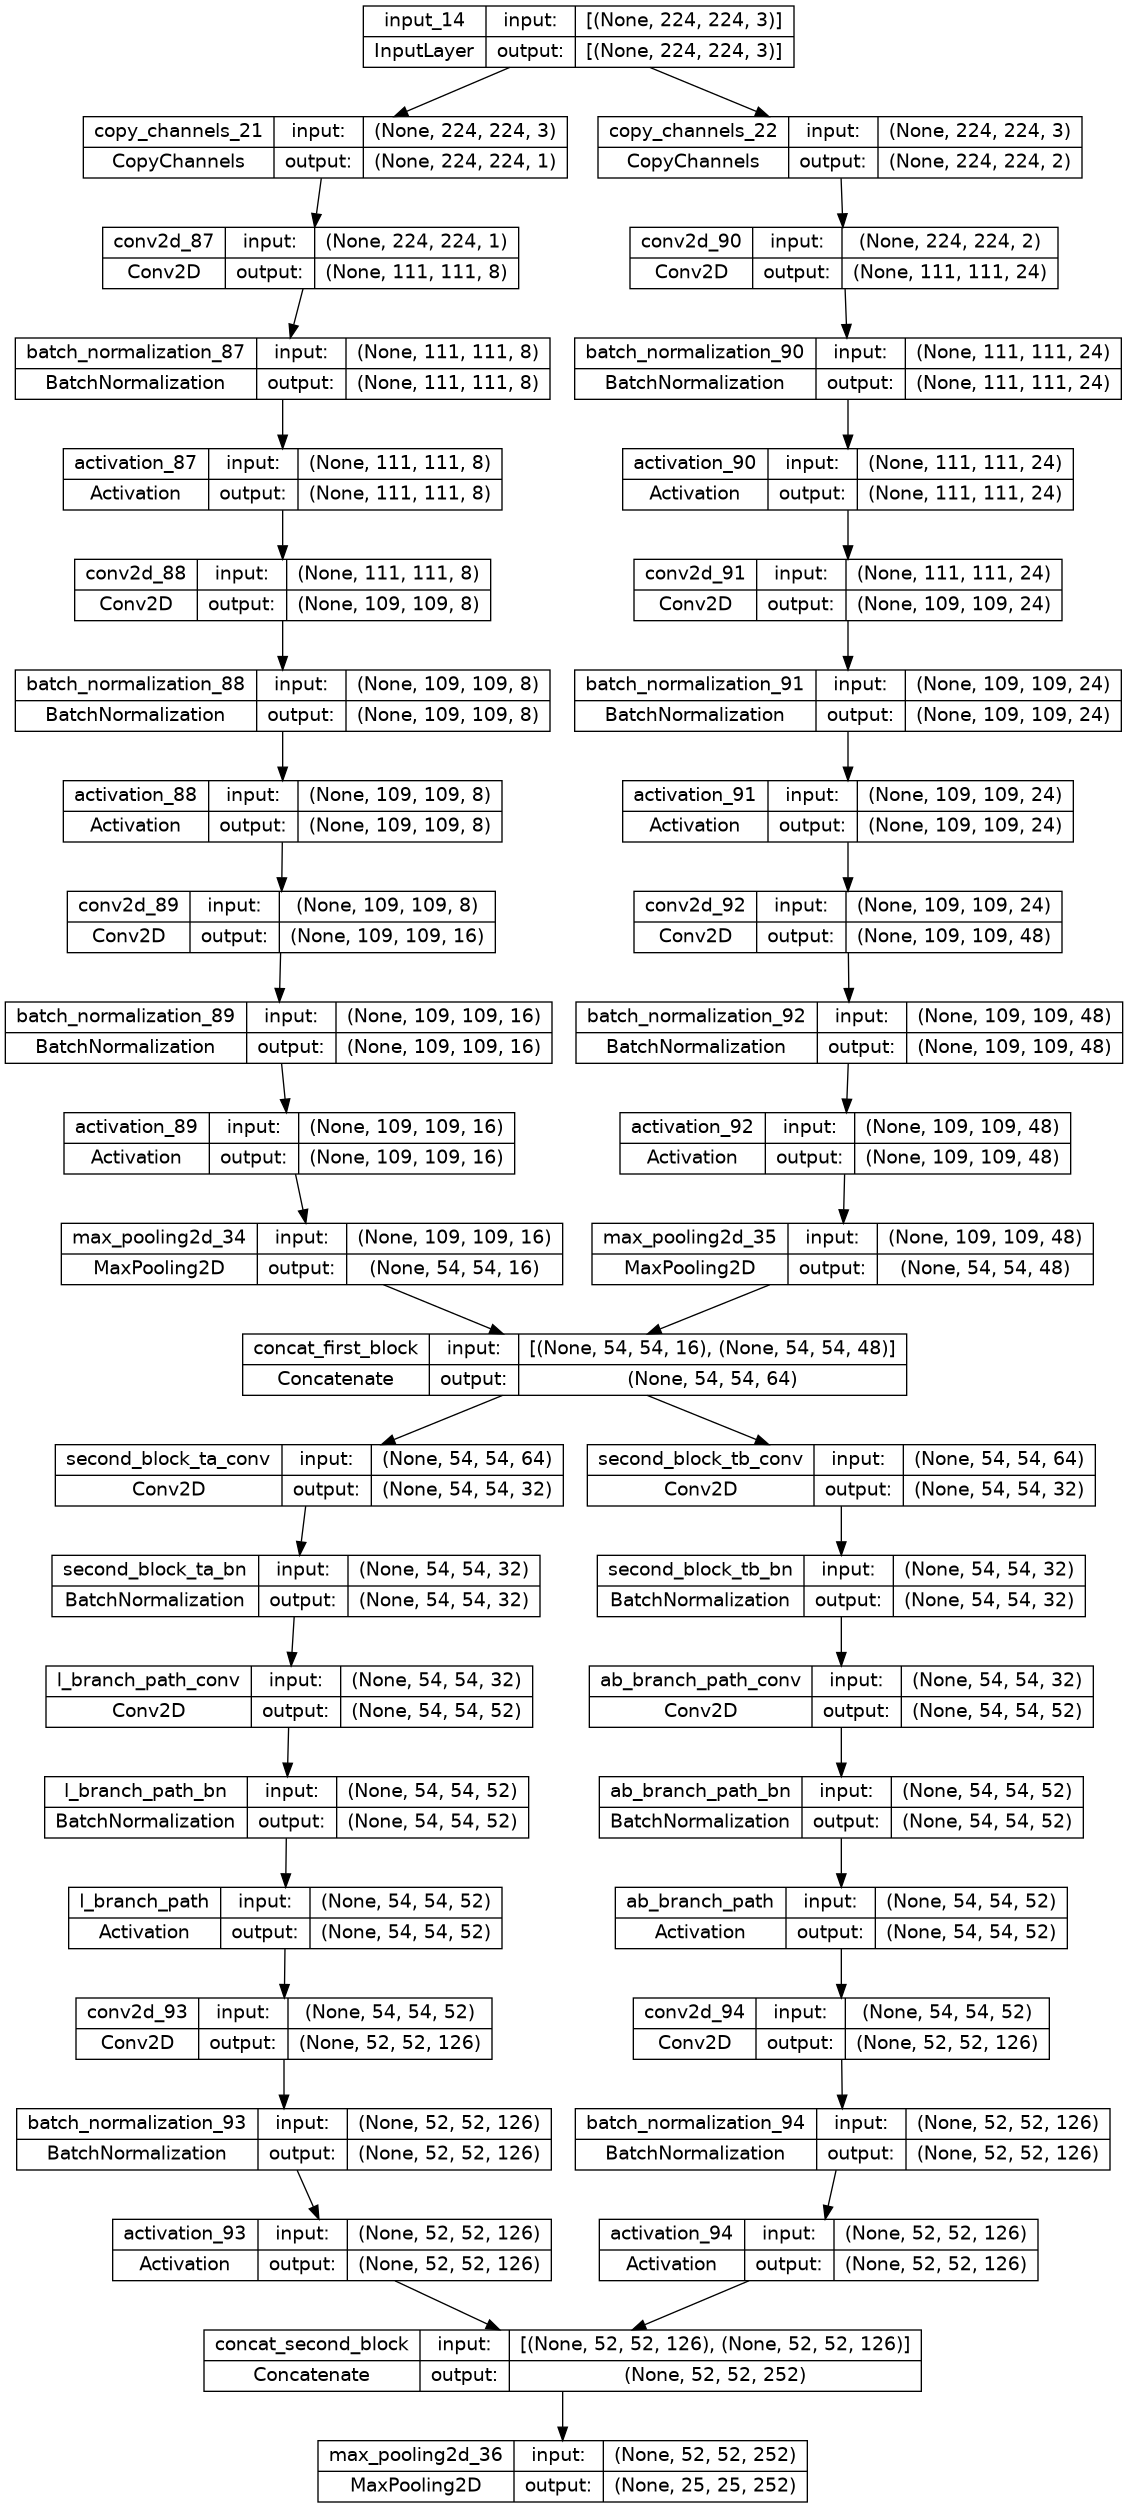 input_14 input: [(None, 224, 224, 3)]
InputLayer output: [(None, 224, 224, 3)]
copy_channels_21 input: (None, 224, 224, 3)
CopyChannels output: (None, 224, 224, 1)
copy_channels_22 input: (None, 224, 224, 3)
CopyChannels output: (None, 224, 224, 2)
conv2d_87 input: (None, 224, 224, 1)
Conv2D output: (None, 111, 111, 8)
conv2d_90 input: (None, 224, 224, 2)
Conv2D output: (None, 111, 111, 24)
batch_normalization_87 input: (None, 111, 111, 8)
BatchNormalization output: (None, 111, 111, 8)
batch_normalization_90 input: (None, 111, 111, 24)
BatchNormalization output: (None, 111, 111, 24)
activation_87 input: (None, 111, 111, 8)
Activation output: (None, 111, 111, 8)
activation_90 input: (None, 111, 111, 24)
Activation output: (None, 111, 111, 24)
conv2d_88 input: (None, 111, 111, 8)
Conv2D output: (None, 109, 109, 8)
conv2d_91 input: (None, 111, 111, 24)
Conv2D output: (None, 109, 109, 24)
batch_normalization_88 input: (None, 109, 109, 8)
BatchNormalization output: (None, 109, 109, 8)
batch_normalization_91 input: (None, 109, 109, 24)
BatchNormalization output: (None, 109, 109, 24)
activation_88 input: (None, 109, 109, 8)
Activation output: (None, 109, 109, 8)
activation_91 input: (None, 109, 109, 24)
Activation output: (None, 109, 109, 24)
conv2d_89 input: (None, 109, 109, 8)
Conv2D output: (None, 109, 109, 16)
conv2d_92 input: (None, 109, 109, 24)
Conv2D output: (None, 109, 109, 48)
batch_normalization_89 input: (None, 109, 109, 16)
BatchNormalization output: (None, 109, 109, 16)
batch_normalization_92 input: (None, 109, 109, 48)
BatchNormalization output: (None, 109, 109, 48)
activation_89 input: (None, 109, 109, 16)
Activation output: (None, 109, 109, 16)
activation_92 input: (None, 109, 109, 48)
Activation output: (None, 109, 109, 48)
max_pooling2d_34 input: (None, 109, 109, 16)
MaxPooling2D output: (None, 54, 54, 16)
max_pooling2d_35 input: (None, 109, 109, 48)
MaxPooling2D output: (None, 54, 54, 48)
concat_first_block input: [(None, 54, 54, 16), (None, 54, 54, 48)]
Concatenate output: (None, 54, 54, 64)
second_block_ta_conv input: (None, 54, 54, 64)
Conv2D output: (None, 54, 54, 32)
second_block_tb_conv input: (None, 54, 54, 64)
Conv2D output: (None, 54, 54, 32)
second_block_ta_bn input: (None, 54, 54, 32)
BatchNormalization output: (None, 54, 54, 32)
second_block_tb_bn input: (None, 54, 54, 32)
BatchNormalization output: (None, 54, 54, 32)
l_branch_path_conv input: (None, 54, 54, 32)
Conv2D output: (None, 54, 54, 52)
ab_branch_path_conv input: (None, 54, 54, 32)
Conv2D output: (None, 54, 54, 52)
l_branch_path_bn input: (None, 54, 54, 52)
BatchNormalization output: (None, 54, 54, 52)
ab_branch_path_bn input: (None, 54, 54, 52)
BatchNormalization output: (None, 54, 54, 52)
l_branch_path input: (None, 54, 54, 52)
Activation output: (None, 54, 54, 52)
ab_branch_path input: (None, 54, 54, 52)
Activation output: (None, 54, 54, 52)
conv2d_93 input: (None, 54, 54, 52)
Conv2D output: (None, 52, 52, 126)
conv2d_94 input: (None, 54, 54, 52)
Conv2D output: (None, 52, 52, 126)
batch_normalization_93 input: (None, 52, 52, 126)
BatchNormalization output: (None, 52, 52, 126)
batch_normalization_94 input: (None, 52, 52, 126)
BatchNormalization output: (None, 52, 52, 126)
activation_93 input: (None, 52, 52, 126)
Activation output: (None, 52, 52, 126)
activation_94 input: (None, 52, 52, 126)
Activation output: (None, 52, 52, 126)
concat_second_block input: [(None, 52, 52, 126), (None, 52, 52, 126)]
Concatenate output: (None, 52, 52, 252)
max_pooling2d_36 input: (None, 52, 52, 252)
MaxPooling2D output: (None, 25, 25, 252)